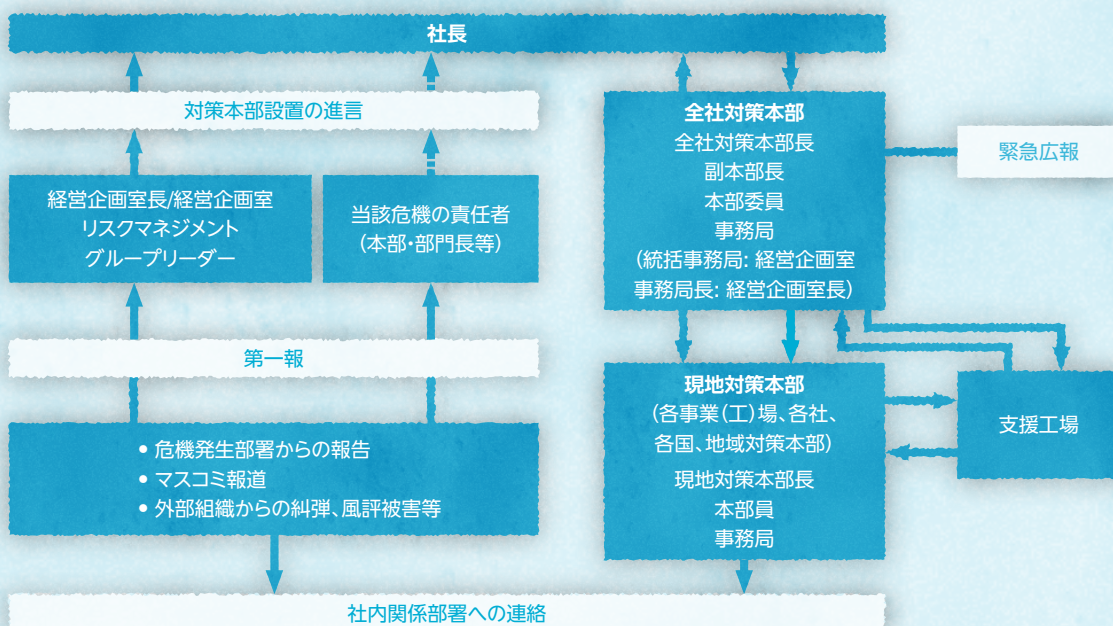 社長
対策本部設置の進言
経営企画室長/経営企画室
リスクマネジメント
グループリーダー
当該危機の責任者
(本部・部門長等)
第一報
• 危機発生部署からの報告
• マスコミ報道
• 外部組織からの糾弾、風評被害等
全社対策本部
全社対策本部長
副本部長
本部委員
事務局
(統括事務局: 経営企画室
事務局長: 経営企画室長)
緊急広報
現地対策本部
(各事業(工)場、各社、
各国、地域対策本部)
現地対策本部長
本部員
事務局
支援工場
社内関係部署への連絡